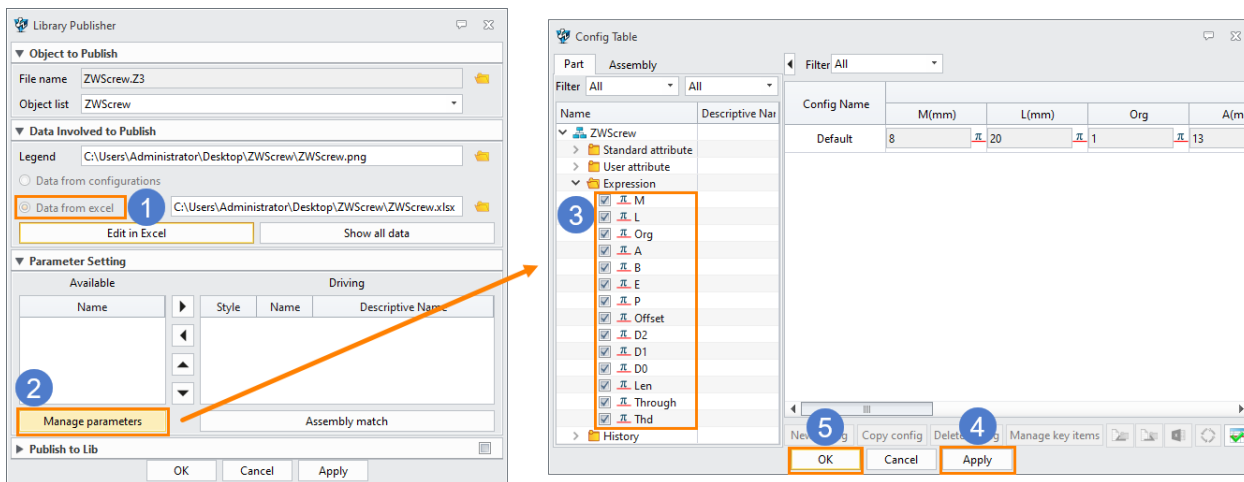 Library Publisher
Object to Publish
File name ZWScrew.Z3
Object list ZWScrew
Data Involved to Publish
Legend C:\Users\Administrator\Desktop\ZWScrew\ZWScrew.png
Data from configurations
Data from excel 1 C:\Users\Administrator\Desktop\ZWScrew\ZWScrew.xlsx
Edit in Excel Show all data
Parameter Setting
Available Driving
Name Style Name Descriptive Name
2
Manage parameters Assembly match
Publish to Lib
OK Cancel Apply
Config Table
Part Assembly
Filter All All
Name Descriptive Nar
ZWScrew
Standard attribute
User attribute
Expression
3
π M
π L
π Org
π A
π B
π E
π P
π Offset
π D2
π D1
π D0
π Len
π Through
π Thd
History
Filter All
Config Name M(mm) L(mm) Org A(m
Default 8 π 20 π 1 π 13
5 4
Copy config Manage key items
OK Cancel Apply